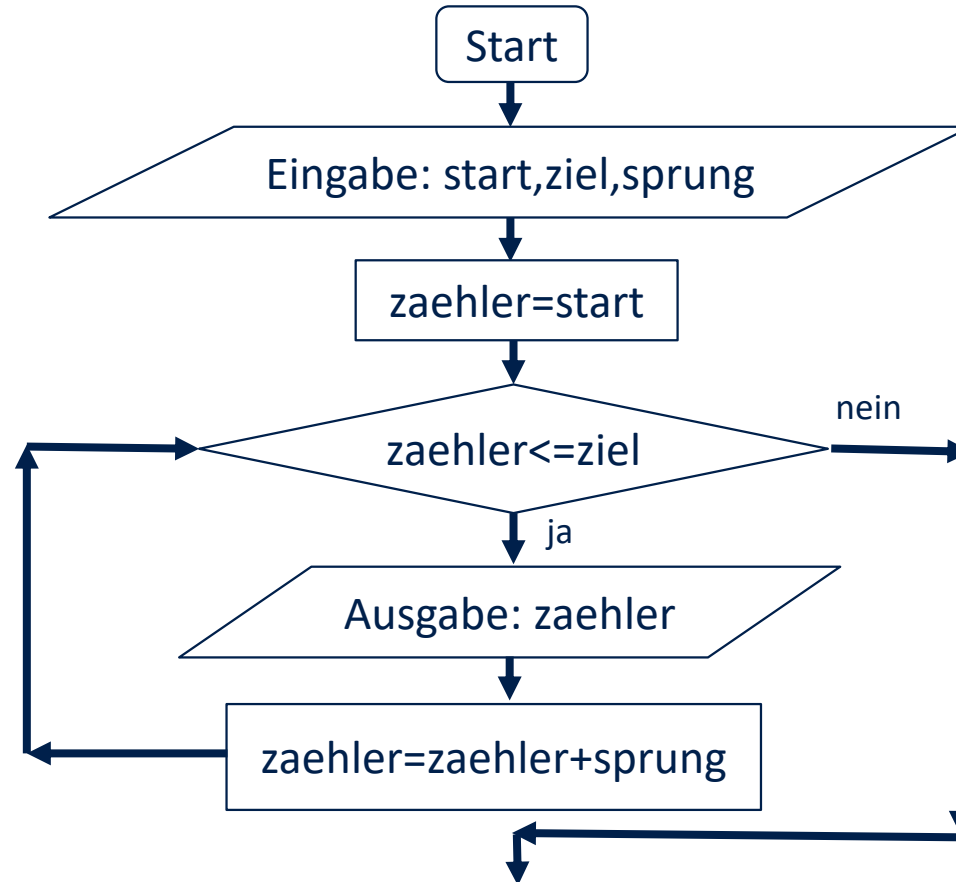 Start
Eingabe: start,ziel,sprung
zaehler=start
nein
zaehler<=ziel
ja
Ausgabe: zaehler
zaehler=zaehler+sprung